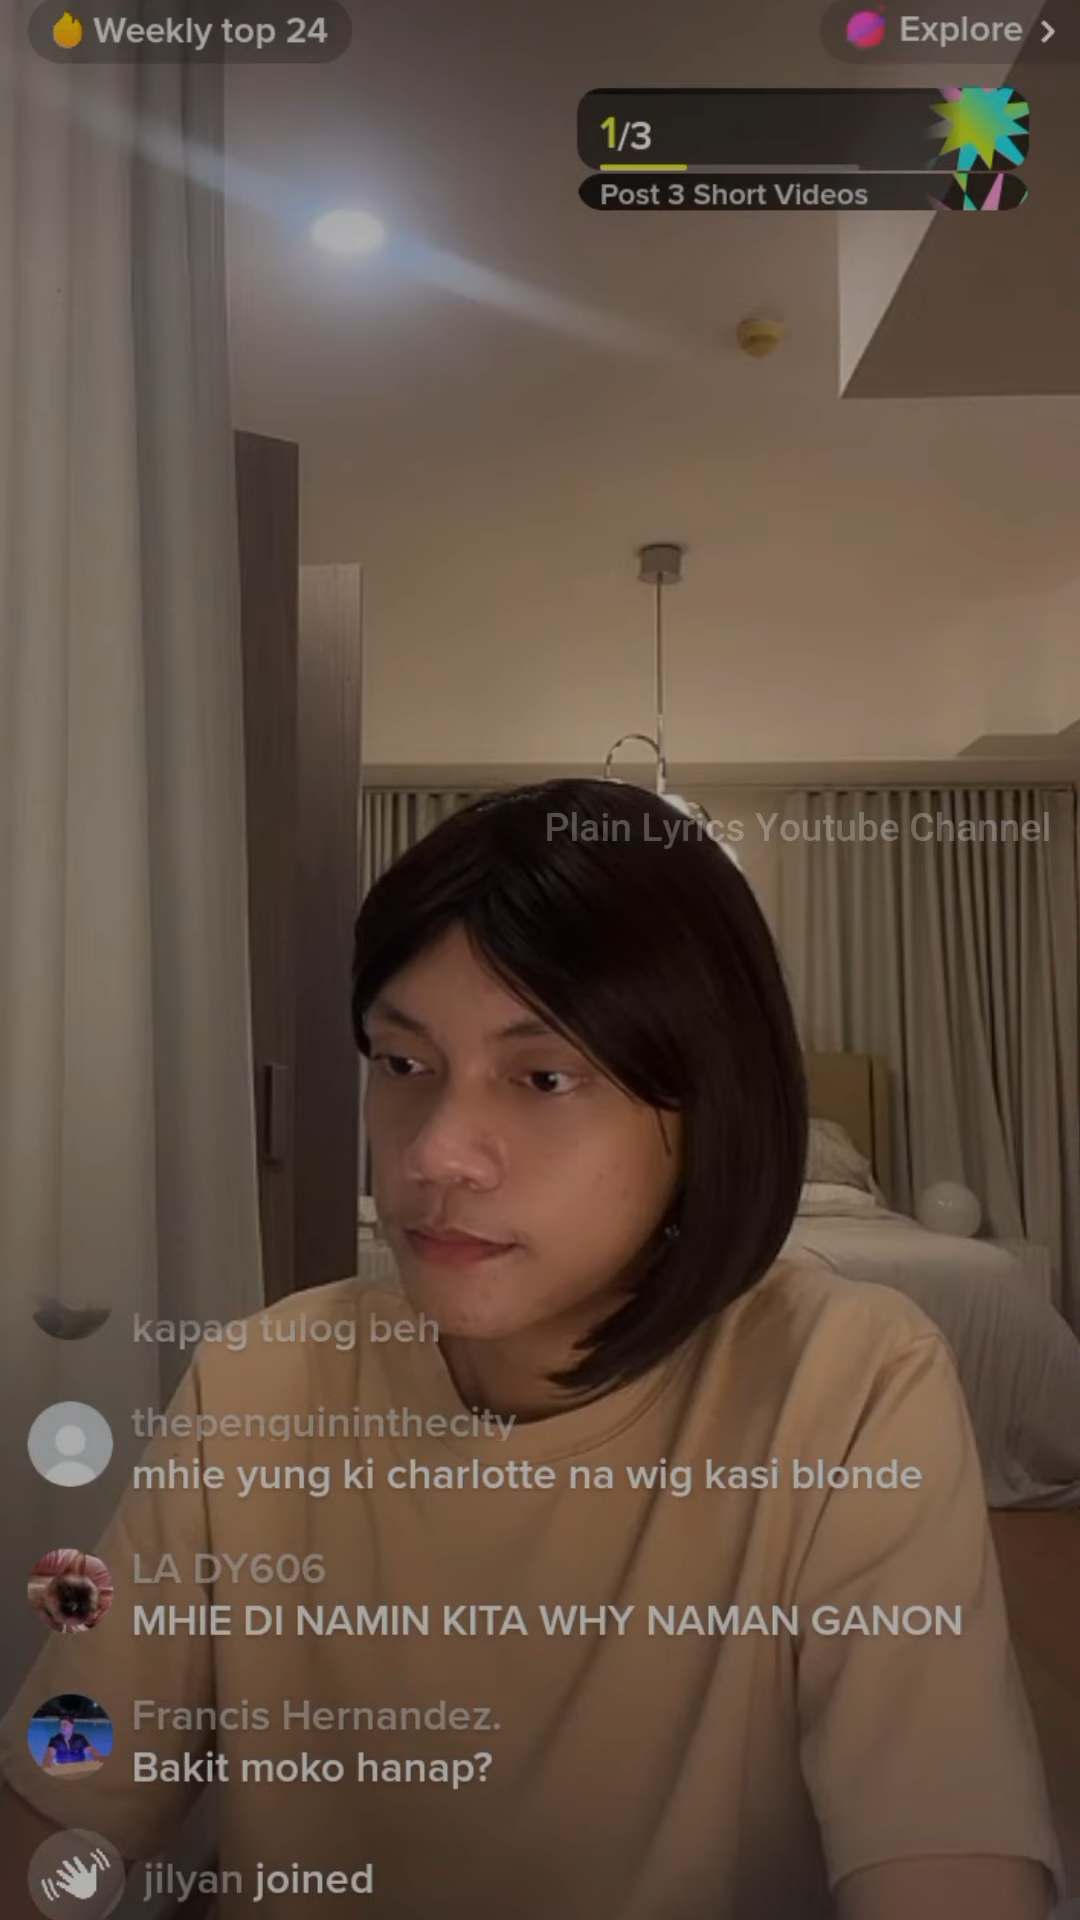 Weekly top 24
Explore
1/3
Post 3 Short Videos
Plain Lyrics Youtube Channel
kapag tulog beh
thepenguininthecity
mhie yung ki charlotte na wig kasi blonde
LA DY606
MHIE DI NAMIN KITA WHY NAMAN GANON
Francis Hernandez.
Bakit moko hanap?
jilyan joined